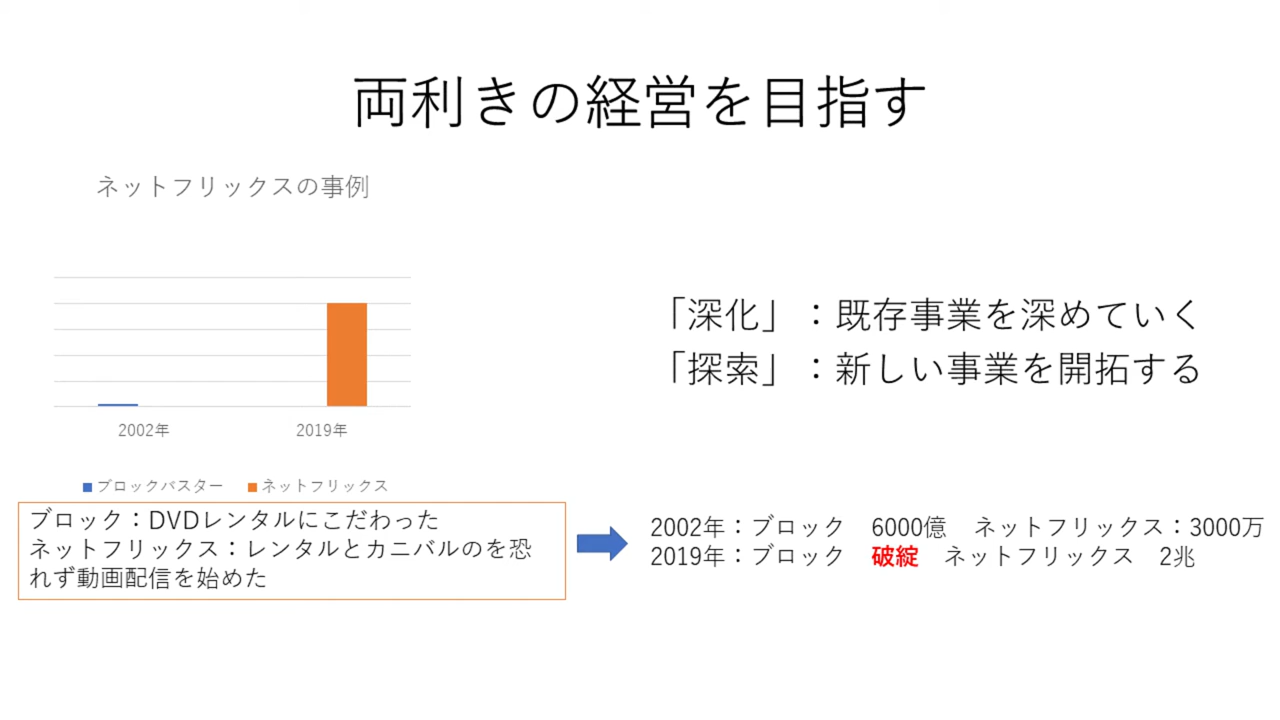 両利きの経営を目指す
ネットフリックスの事例
2002年
2019年
■ブロックバスター ■ネットフリックス
「深化」：既存事業を深めていく
「探索」：新しい事業を開拓する
ブロック：DVDレンタルにこだわった
ネットフリックス：レンタルとカニバルのを恐
れず動画配信を始めた
2002年：ブロック　6000億　ネットフリックス：3000万
2019年：ブロック　破綻　ネットフリックス　2兆